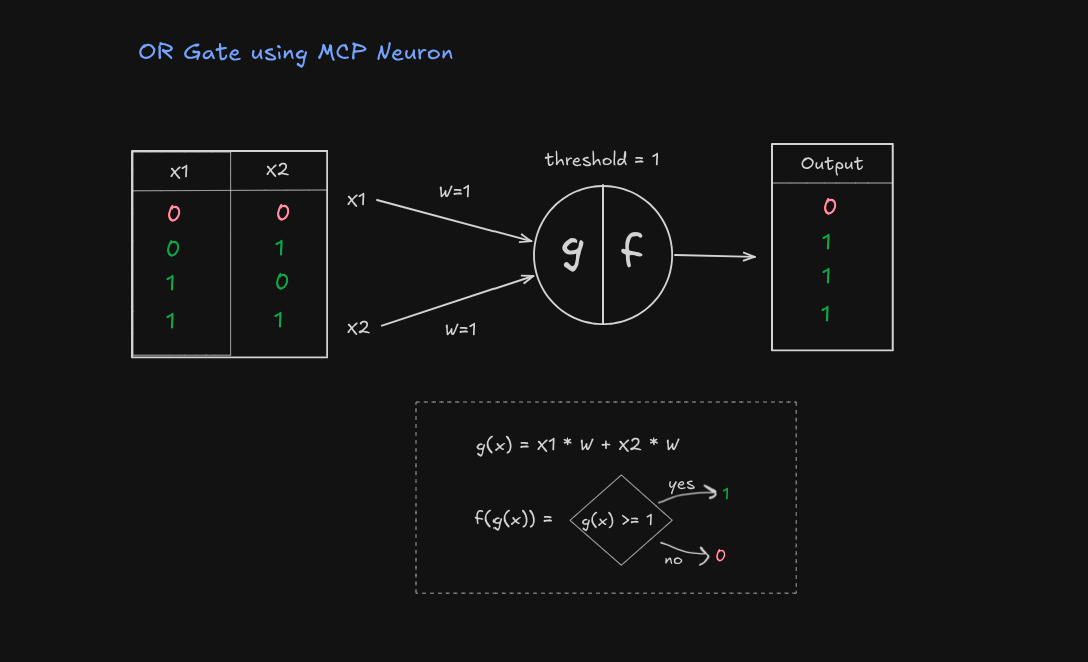 OR Gate using MCP Neuron
x1 x2
0 0
0 1
1 0
1 1
x1
w=1
x2
w=1
threshold = 1
g f
Output
0
1
1
1
g(x) = x1 * w + x2 * w
f(g(x)) = g(x) >= 1
yes 1
no 0